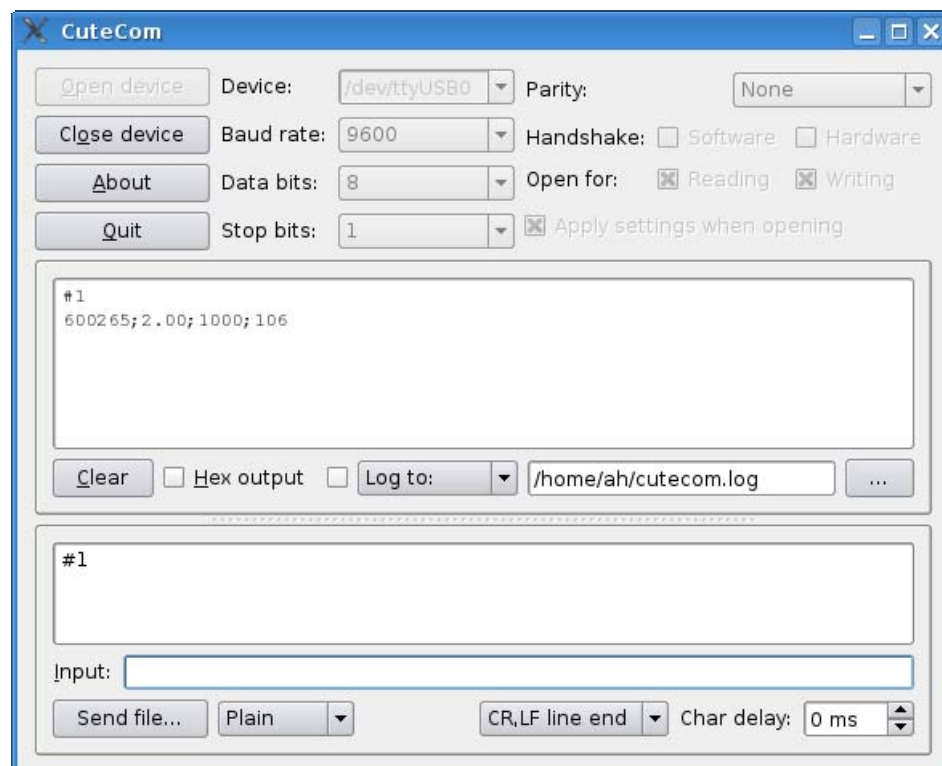 CuteCom
Open device Device: /dev/ttyUSB0 Parity: None
Close device Baud rate: 9600 Handshake: Software Hardware
About Data bits: 8 Open for: Reading Writing
Quit Stop bits: 1 Apply settings when opening
#1
600265;2.00;1000;106
Clear Hex output Log to: /home/ah/cutecom.log ...
#1
Input:
Send file... Plain CR,LF line end Char delay: 0 ms